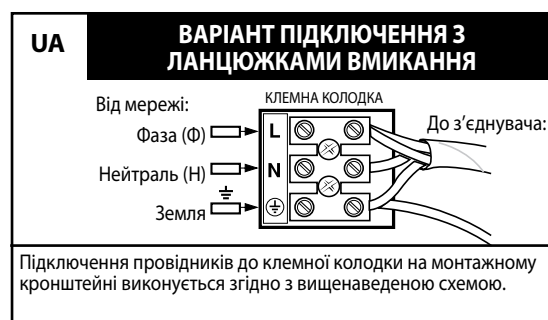 UA
ВАРІАНТ ПІДКЛЮЧЕННЯ З
ЛАНЦЮЖКАМИ ВМИКАННЯ
КЛЕМНА КОЛОДКА
Від мережі:
Фаза (Ф)
L
До з’єднувача:
Нейтраль (Н)
N
Земля
Підключення провідників до клемної колодки на монтажному
кронштейні виконується згідно з вищенаведеною схемою.